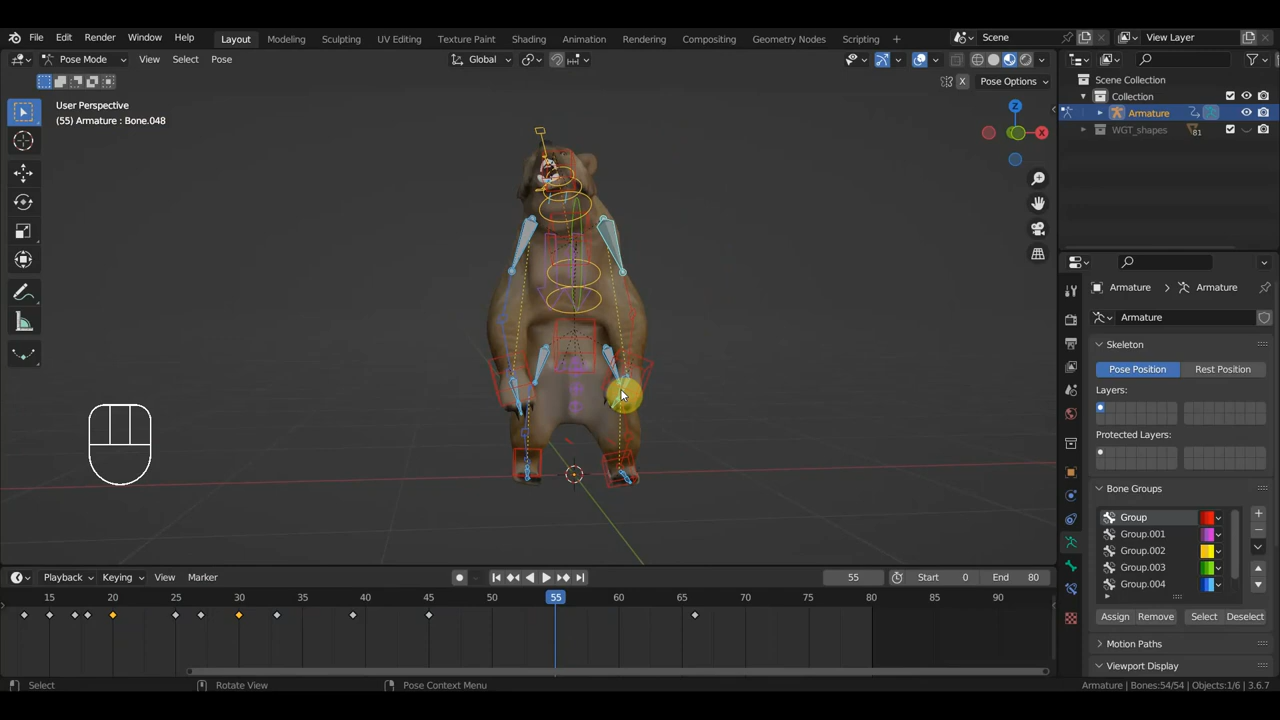 File Edit Render Window Help Layout Modeling Sculpting UV Editing Texture Paint Shading Animation Rendering Compositing Geometry Nodes Scripting + Scene View Layer
Pose Mode View Select Pose Global
X Pose Options
User Perspective
(55) Armature : Bone.048
Z
X
Scene Collection
Collection
Armature
WGT_shapes 81
Armature > Armature
Armature
Skeleton
Pose Position Rest Position
Layers:
Protected Layers:
Bone Groups
Group
Group.001
Group.002
Group.003
Group.004
Assign Remove Select Deselect
Motion Paths
Viewport Display
Playback Keying View Marker 55 Start 0 End 80
15 20 25 30 35 40 45 50 55 60 65 70 75 80 85 90
Select Rotate View Pose Context Menu Armature | Bones:54/54 | Objects:1/6 | 3.6.7